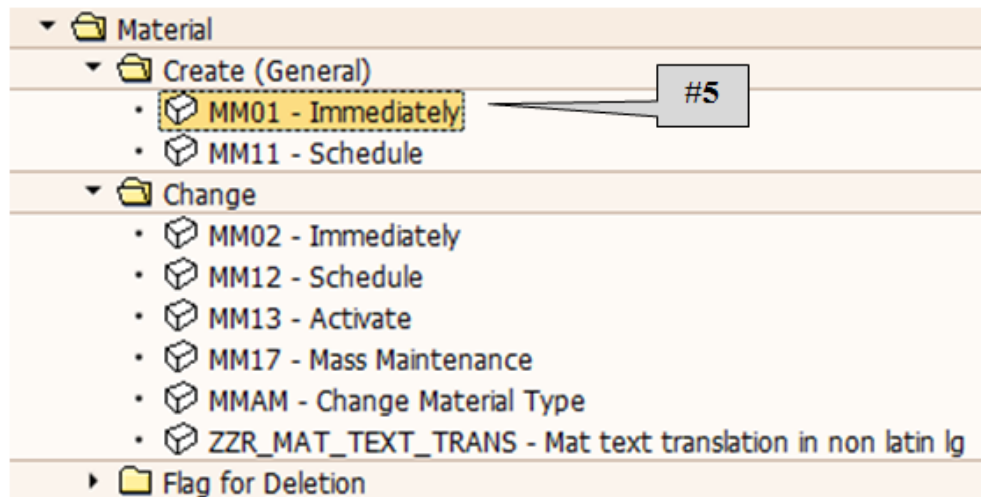 Material
Create (General)
MM01 - Immediately
#5
MM11 - Schedule
Change
MM02 - Immediately
MM12 - Schedule
MM13 - Activate
MM17 - Mass Maintenance
MMAM - Change Material Type
ZZR_MAT_TEXT_TRANS - Mat text translation in non latin lg
Flag for Deletion